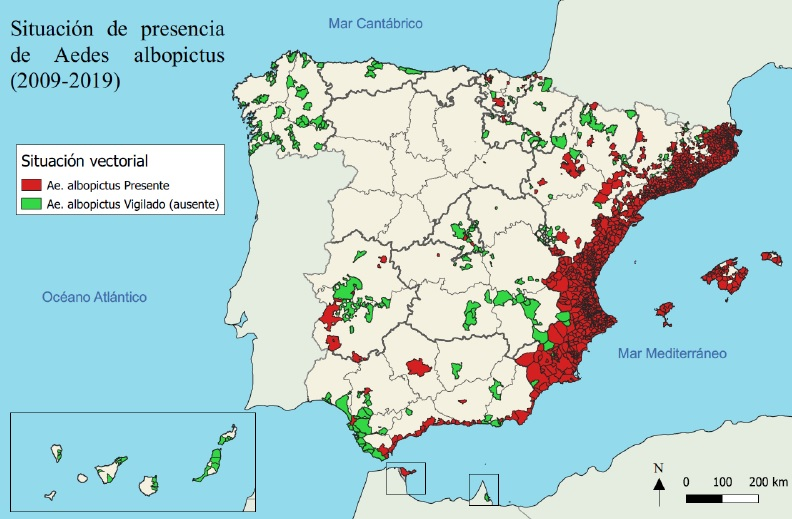 Situación de presencia
de Aedes albopictus
(2009-2019)
Mar Cantábrico
Situación vectorial
Ae. albopictus Presente
Ae. albopictus Vigilado (ausente)
Océano Atlántico
Mar Mediterráneo
N
0 100 200 km